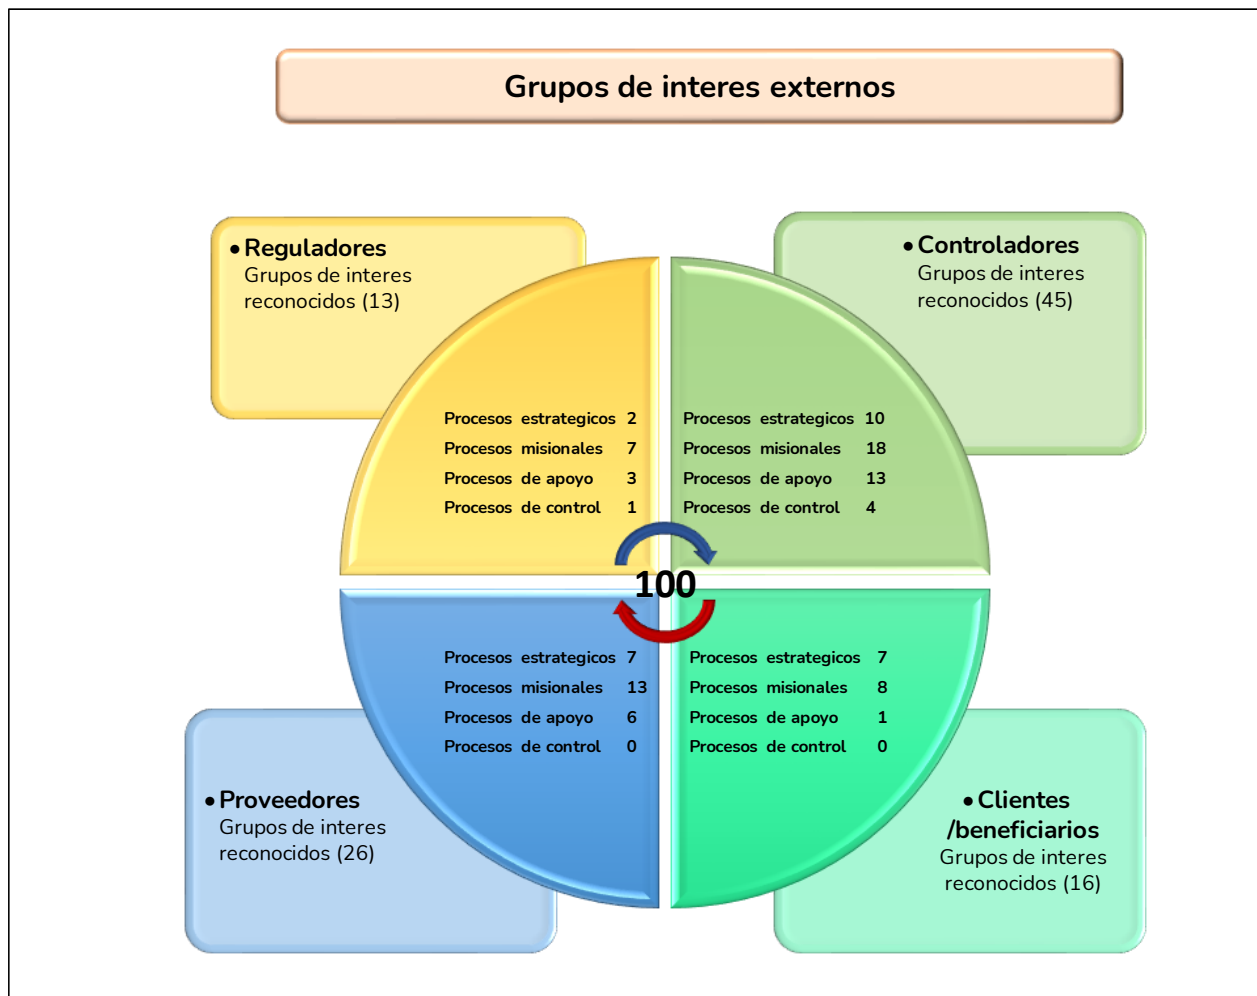 Grupos de interes externos
• Reguladores
Grupos de interes
reconocidos (13)
• Controladores
Grupos de interes
reconocidos (45)
Procesos estrategicos 2
Procesos misionales 7
Procesos de apoyo 3
Procesos de control 1
Procesos estrategicos 10
Procesos misionales 18
Procesos de apoyo 13
Procesos de control 4
100
Procesos estrategicos 7
Procesos misionales 13
Procesos de apoyo 6
Procesos de control 0
Procesos estrategicos 7
Procesos misionales 8
Procesos de apoyo 1
Procesos de control 0
• Proveedores
Grupos de interes
reconocidos (26)
• Clientes
/beneficiarios
Grupos de interes
reconocidos (16)